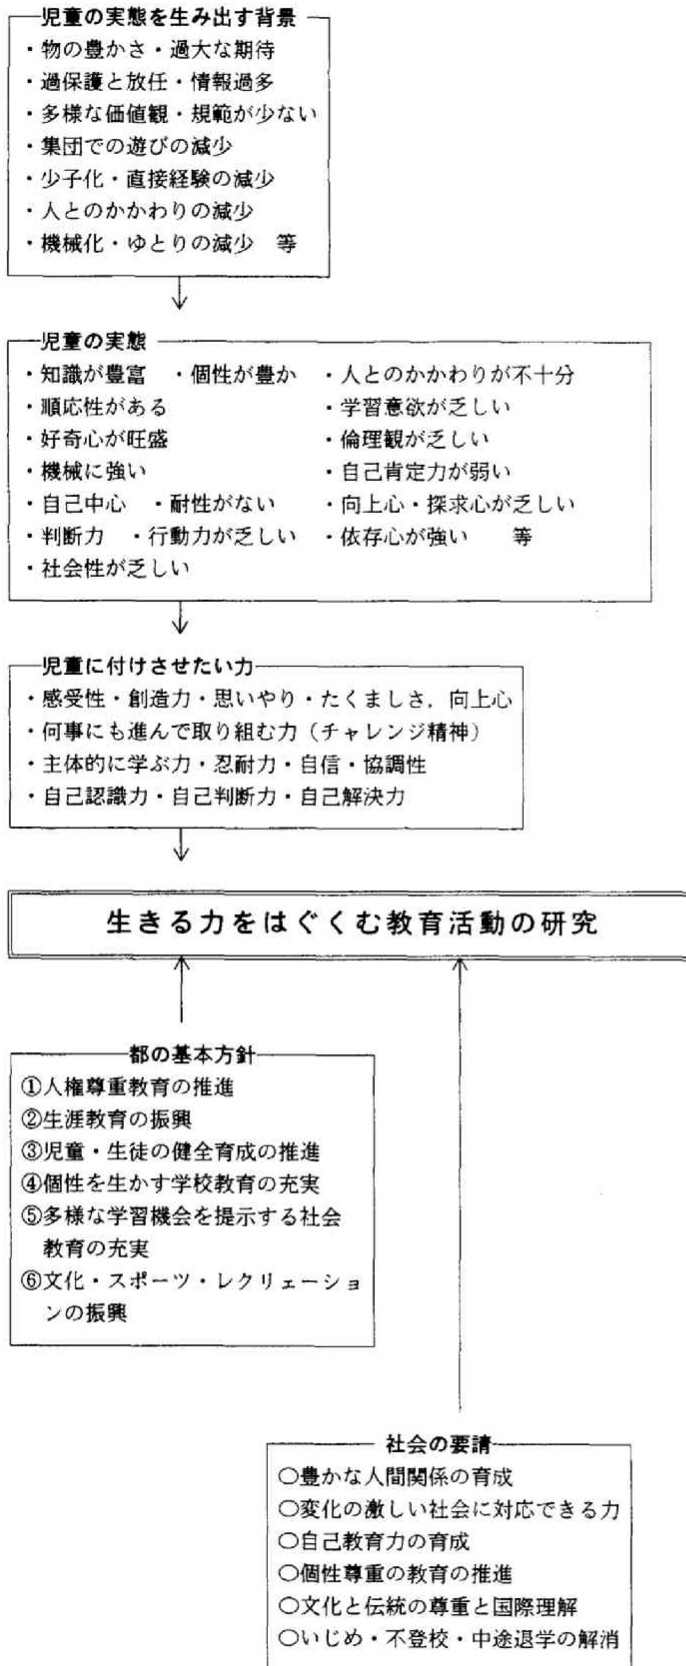 児童の実態を生み出す背景
・物の豊かさ・過大な期待
・過保護と放任・情報過多
・多様な価値観・規範が少ない
・集団での遊びの減少
・少子化・直接経験の減少
・人とのかかわりの減少
・機械化・ゆとりの減少　等
児童の実態
・知識が豊富　・個性が豊か　・人とのかかわりが不十分
・順応性がある　・学習意欲が乏しい
・好奇心が旺盛　・倫理観が乏しい
・機械に強い　・自己肯定力が弱い
・自己中心　・耐性がない　・向上心・探求心が乏しい
・判断力　・行動力が乏しい　・依存心が強い　等
・社会性が乏しい
児童に付けさせたい力
・感受性・創造力・思いやり・たくましさ，向上心
・何事にも進んで取り組む力（チャレンジ精神）
・主体的に学ぶ力・忍耐力・自信・協調性
・自己認識力・自己判断力・自己解決力
生きる力をはぐくむ教育活動の研究
都の基本方針
①人権尊重教育の推進
②生涯教育の振興
③児童・生徒の健全育成の推進
④個性を生かす学校教育の充実
⑤多様な学習機会を提示する社会
教育の充実
⑥文化・スポーツ・レクリェーショ
ンの振興
社会の要請
○豊かな人間関係の育成
○変化の激しい社会に対応できる力
○自己教育力の育成
○個性尊重の教育の推進
○文化と伝統の尊重と国際理解
○いじめ・不登校・中途退学の解消